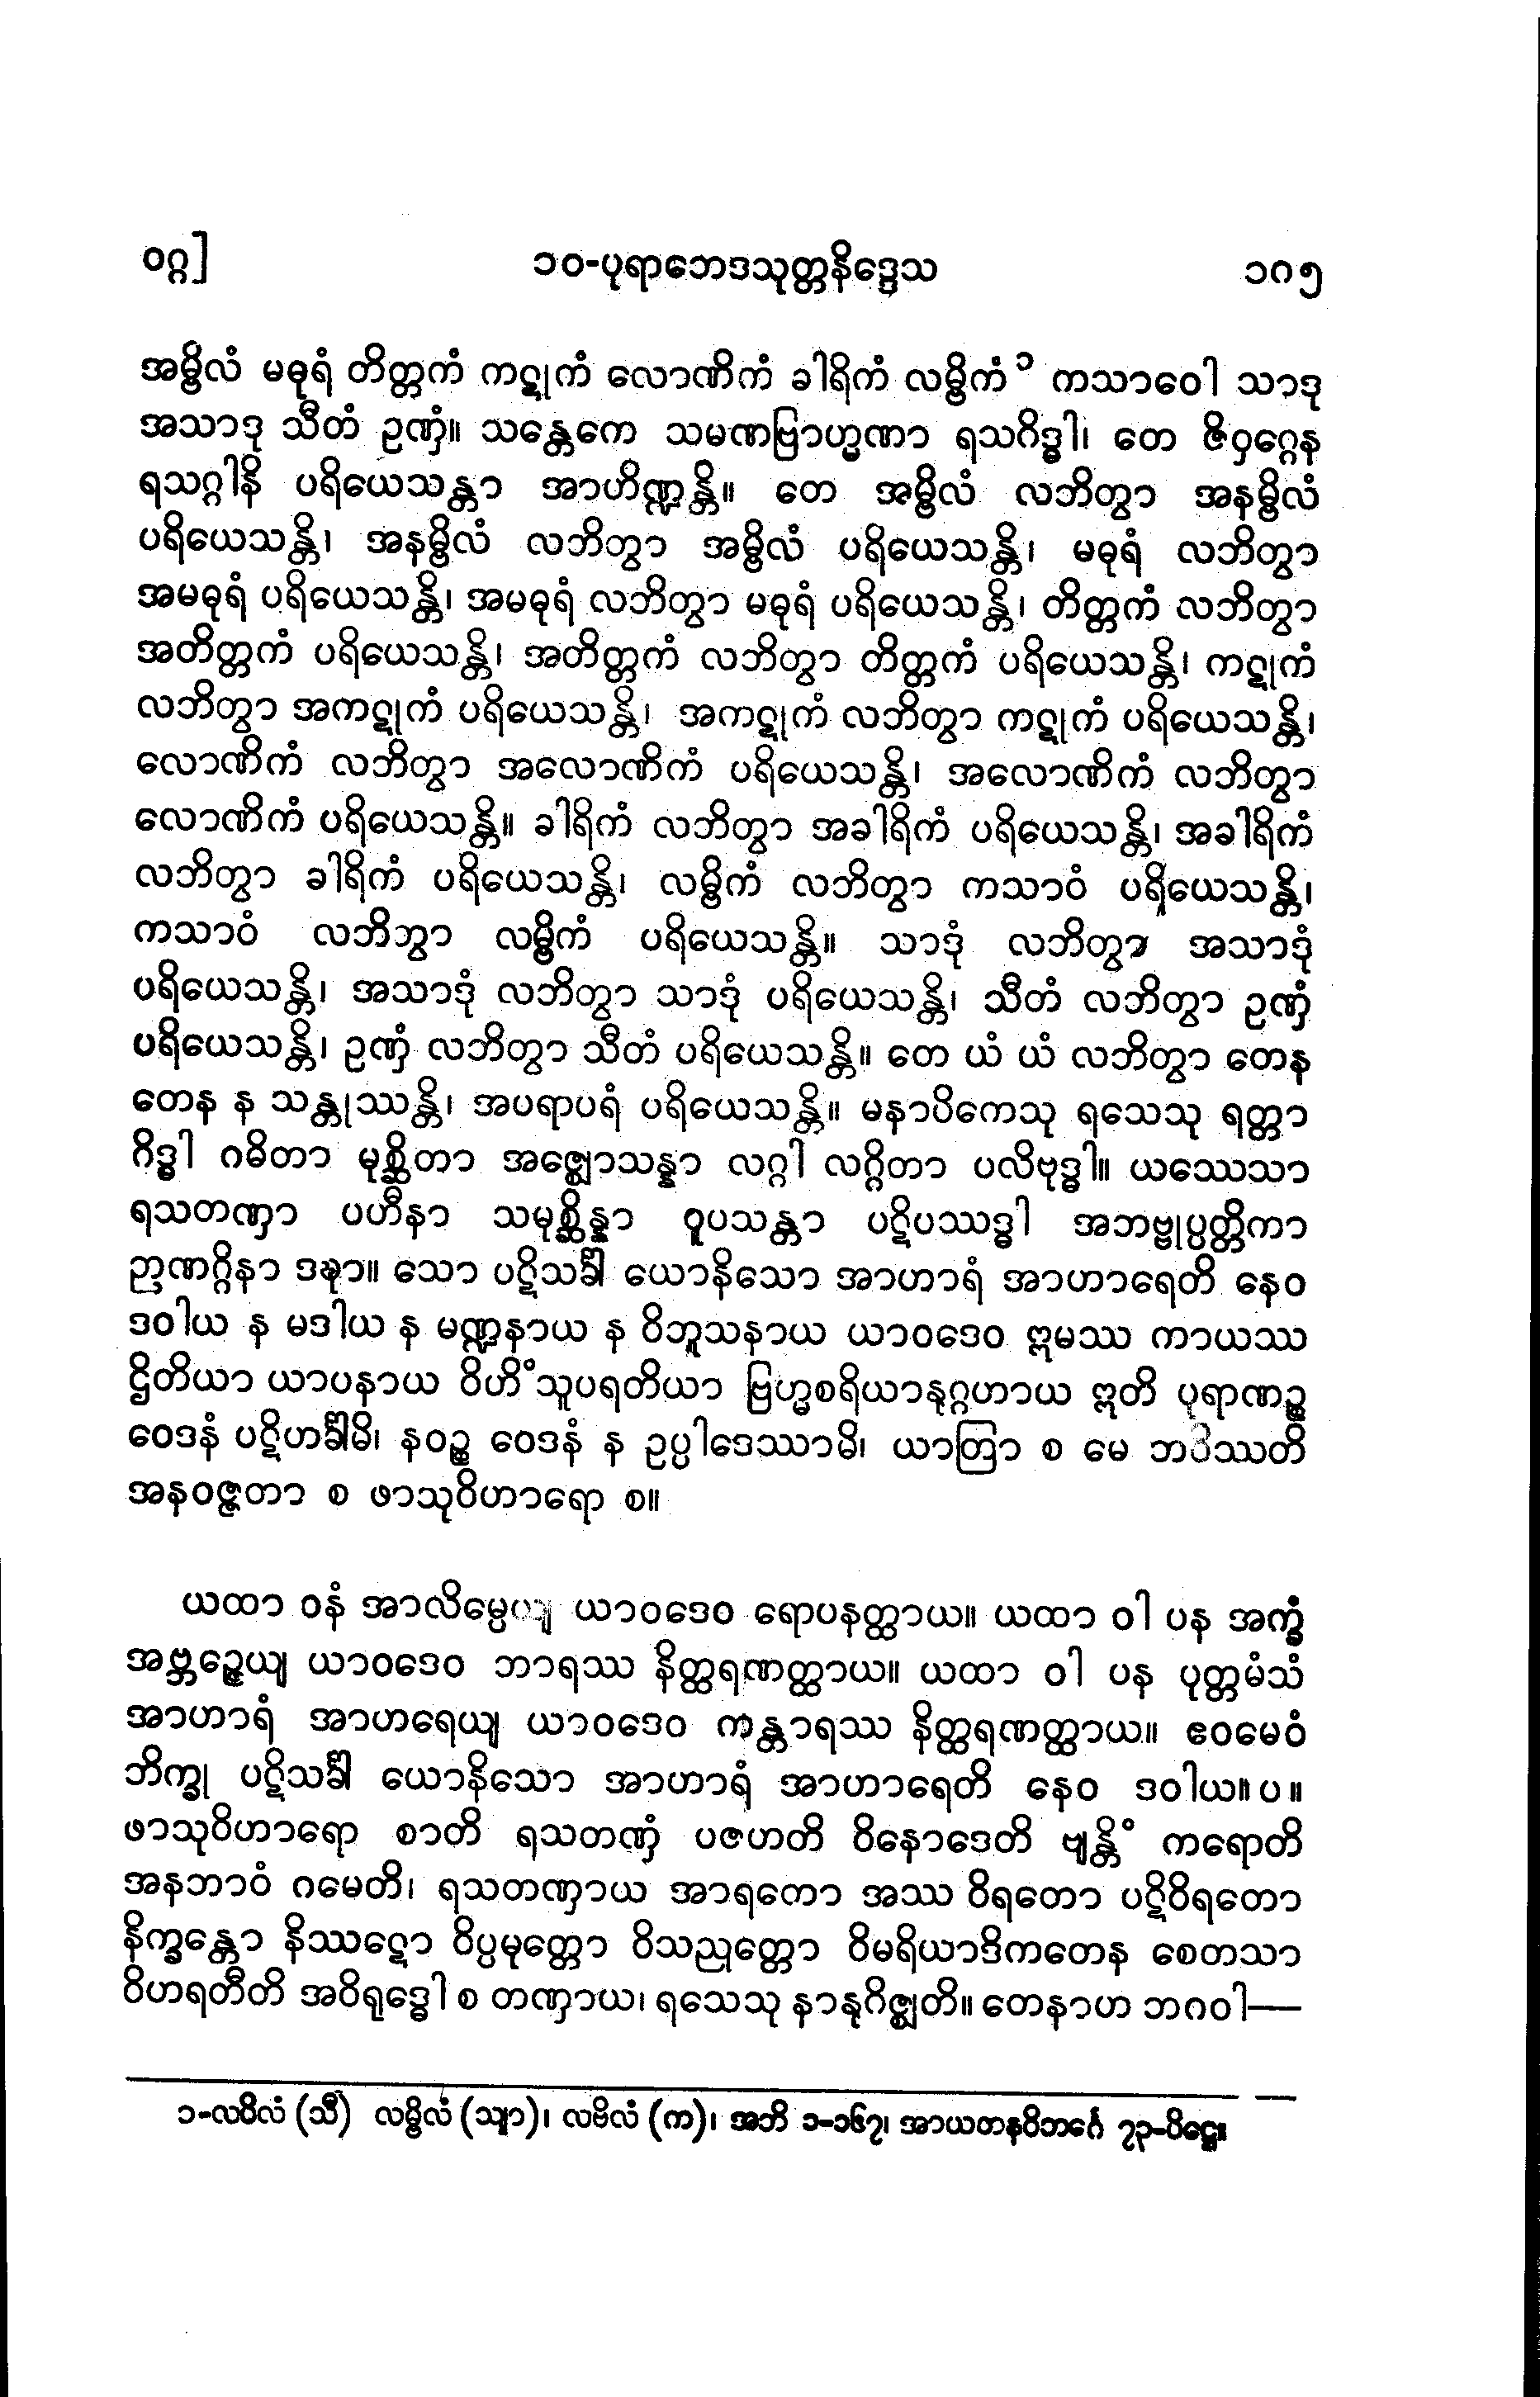 ဝဂ္ဂ] ၁၀-ပုရာဘေဒသုတ္တနိဒ္ဒေသ ၁၈၅
အမ္ဗိလံ မဓုရံ တိတ္တကံ ကဋုကံ လောဏိကံ ခါရိကံ လမ္ဗိကံ ၁ ကသာဝေါ သာဒု
အသာဒု သီတံ ဥဏှံ။ သန္တေကေ သမဏဗြာဟ္မဏာ ရသဂိဒ္ဓါ၊ တေ ဇိဝှဂ္ဂေန
ရသဂ္ဂါနိ ပရိယေသန္တာ အာဟိဏ္ဍန္တိ။ တေ အမ္ဗိလံ လဘိတွာ အနမ္ဗိလံ
ပရိယေသန္တိ၊ အနမ္ဗိလံ လဘိတွာ အမ္ဗိလံ ပရိယေသန္တိ၊ မဓုရံ လဘိတွာ
အမဓုရံ ပရိယေသန္တိ၊ အမဓုရံ လဘိတွာ မဓုရံ ပရိယေသန္တိ၊ တိတ္တကံ လဘိတွာ
အတိတ္တကံ ပရိယေသန္တိ၊ အတိတ္တကံ လဘိတွာ တိတ္တကံ ပရိယေသန္တိ၊ ကဋုကံ
လဘိတွာ အကဋုကံ ပရိယေသန္တိ၊ အကဋုကံ လဘိတွာ ကဋုကံ ပရိယေသန္တိ၊
လောဏိကံ လဘိတွာ အလောဏိကံ ပရိယေသန္တိ၊ အလောဏိကံ လဘိတွာ
လောဏိကံ ပရိယေသန္တိ။ ခါရိကံ လဘိတွာ အခါရိကံ ပရိယေသန္တိ၊ အခါရိကံ
လဘိတွာ ခါရိကံ ပရိယေသန္တိ၊ လမ္ဗိကံ လဘိတွာ ကသာဝံ ပရိယေသန္တိ၊
ကသာဝံ လဘိဘွာ လမ္ဗိကံ ပရိယေသန္တိ။ သာဒုံ လဘိတွာ အသာဒုံ
ပရိယေသန္တိ၊ အသာဒုံ လဘိတွာ သာဒုံ ပရိယေသန္တိ၊ သီတံ လဘိတွာ ဥဏှံ
ပရိယေသန္တိ၊ ဥဏှံ လဘိတွာ သီတံ ပရိယေသန္တိ။ တေ ယံ ယံ လဘိတွာ တေန
တေန န သန္တုဿန္တိ၊ အပရာပရံ ပရိယေသန္တိ။ မနာပိကေသု ရသေသု ရတ္တာ
ဂိဒ္ဓါ ဂဓိတာ မုစ္ဆိတာ အဇ္ဈောသန္နာ လဂ္ဂါ လဂ္ဂိတာ ပလိဗုဒ္ဓါ။ ယဿေသာ
ရသတဏှာ ပဟီနာ သမုစ္ဆိန္နာ ဝူပသန္တာ ပဋိပဿဒ္ဓါ အဘဗ္ဗုပ္ပတ္တိကာ
ဉာဏဂ္ဂိနာ ဒဍ္ဎာ။ သော ပဋိသင်္ခါ ယောနိသော အာဟာရံ အာဟာရေတိ နေဝ
ဒဝါယ န မဒါယ န မဏ္ဍနာယ န ဝိဘူသနာယ ယာဝဒေဝ ဣမဿ ကာယဿ
ဌိတိယာ ယာပနာယ ဝိဟိံသူပရတိယာ ဗြဟ္မစရိယာနုဂ္ဂဟာယ ဣတိ ပုရာဏဉ္စ
ဝေဒနံ ပဋိဟင်္ခါမိ၊ နဝဉ္စ ဝေဒနံ န ဥပ္ပါဒေဿာမိ၊ ယာတြာ စ မေ ဘဝိဿတိ
အနဝဇ္ဇတာ စ ဖာသုဝိဟာရော စ။
ယထာ ဝနံ အာလိမ္ပေယျ ယာဝဒေဝ ရောပနတ္ထာယ။ ယထာ ဝါ ပန အက္ခံ
အဗ္ဘဉ္ဇေယျ ယာဝဒေဝ ဘာရဿ နိတ္ထရဏတ္ထာယ။ ယထာ ဝါ ပန ပုတ္တမံသံ
အာဟာရံ အာဟရေယျ ယာဝဒေဝ ကန္တာရဿ နိတ္ထရဏတ္ထာယ။ ဧဝမေဝံ
ဘိက္ခု ပဋိသင်္ခါ ယောနိသော အာဟာရံ အာဟာရေတိ နေဝ ဒဝါယ။ပ။
ဖာသုဝိဟာရော စာတိ ရသတဏှံ ပဇဟတိ ဝိနောဒေတိ ဗျန္တိံ ကရောတိ
အနဘာဝံ ဂမေတိ၊ ရသတဏှာယ အာရကော အဿ ဝိရတော ပဋိဝိရတော
နိက္ခန္တော နိဿဋော ဝိပ္ပမုတ္တော ဝိသညုတ္တော ဝိမရိယာဒိကတေန စေတသာ
ဝိဟရတီတိ အဝိရုဒ္ဓေါ စ တဏှာယ၊ ရသေသု နာနုဂိဇ္ဈတိ။ တေနာဟ ဘဂဝါ—
၁-လပိလံ (သီ) လမ္ဗိလံ (သျာ)၊ လဗိလံ (က)၊ အဘိ ၁-၁၆၇၊ အာယတနဝိဘင်္ဂေ ၇၃-ပိဋ္ဌေ။